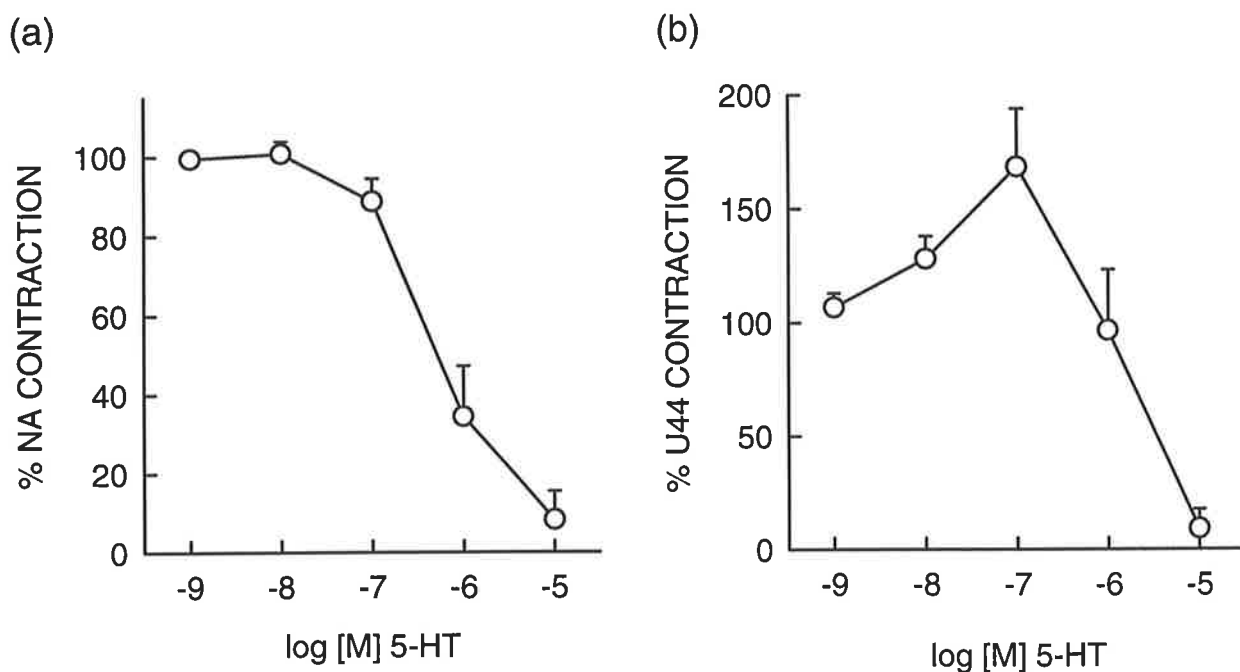 (a)
% NA CONTRACTION
100
80
60
40
20
0
-9 -8 -7 -6 -5
log [M] 5-HT
(b)
% U44 CONTRACTION
200
150
100
50
0
-9 -8 -7 -6 -5
log [M] 5-HT